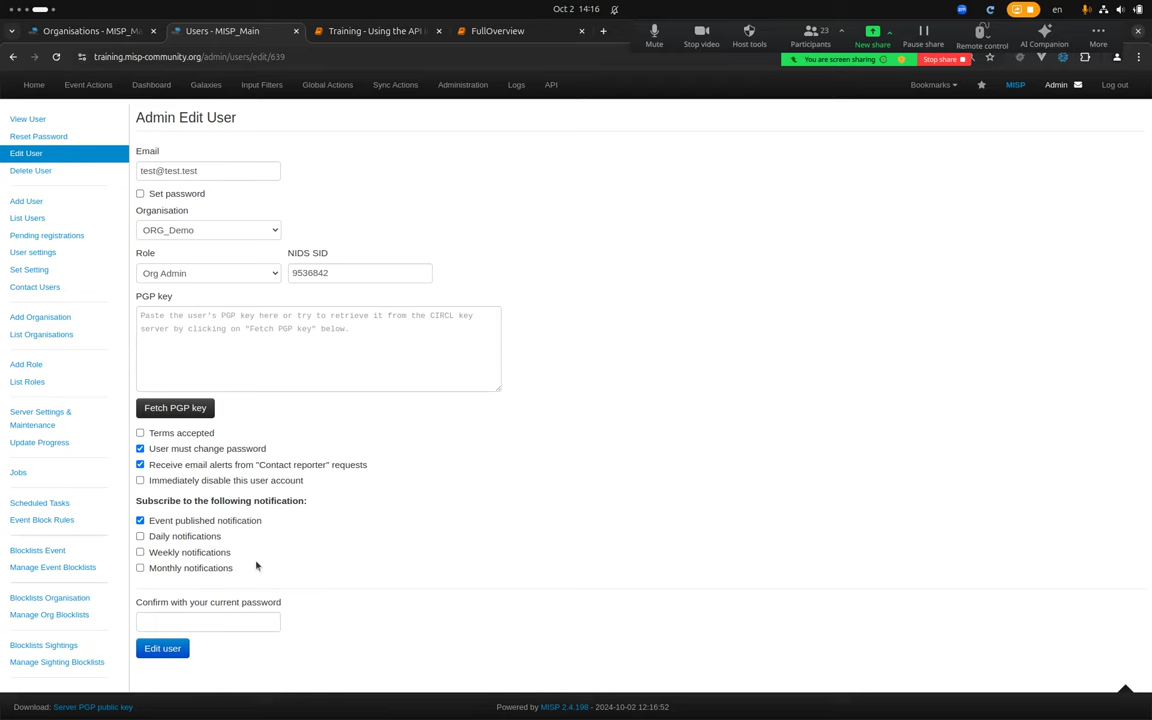 Oct 2 14:16
en
Organisations - MISP_Ma
Users - MISP_Main
Training - Using the API i
FullOverview
Mute
Stop video
Host tools
Participants
23
New share
Pause share
Remote control
AI Companion
More
training.misp-community.org/admin/users/edit/639
You are screen sharing
Stop share
Home
Event Actions
Dashboard
Galaxies
Input Filters
Global Actions
Sync Actions
Administration
Logs
API
Bookmarks
MISP
Admin
Log out
View User
Reset Password
Edit User
Delete User
Add User
List Users
Pending registrations
User settings
Set Setting
Contact Users
Add Organisation
List Organisations
Add Role
List Roles
Server Settings &
Maintenance
Update Progress
Jobs
Scheduled Tasks
Event Block Rules
Blocklists Event
Manage Event Blocklists
Blocklists Organisation
Manage Org Blocklists
Blocklists Sightings
Manage Sighting Blocklists
Admin Edit User
Email
test@test.test
Set password
Organisation
ORG_Demo
Role
NIDS SID
Org Admin
9536842
PGP key
Paste the user's PGP key here or try to retrieve it from the CIRCL key
server by clicking on "Fetch PGP key" below.
Fetch PGP key
Terms accepted
User must change password
Receive email alerts from "Contact reporter" requests
Immediately disable this user account
Subscribe to the following notification:
Event published notification
Daily notifications
Weekly notifications
Monthly notifications
Confirm with your current password
Edit user
Download: Server PGP public key
Powered by MISP 2.4.198 - 2024-10-02 12:16:52